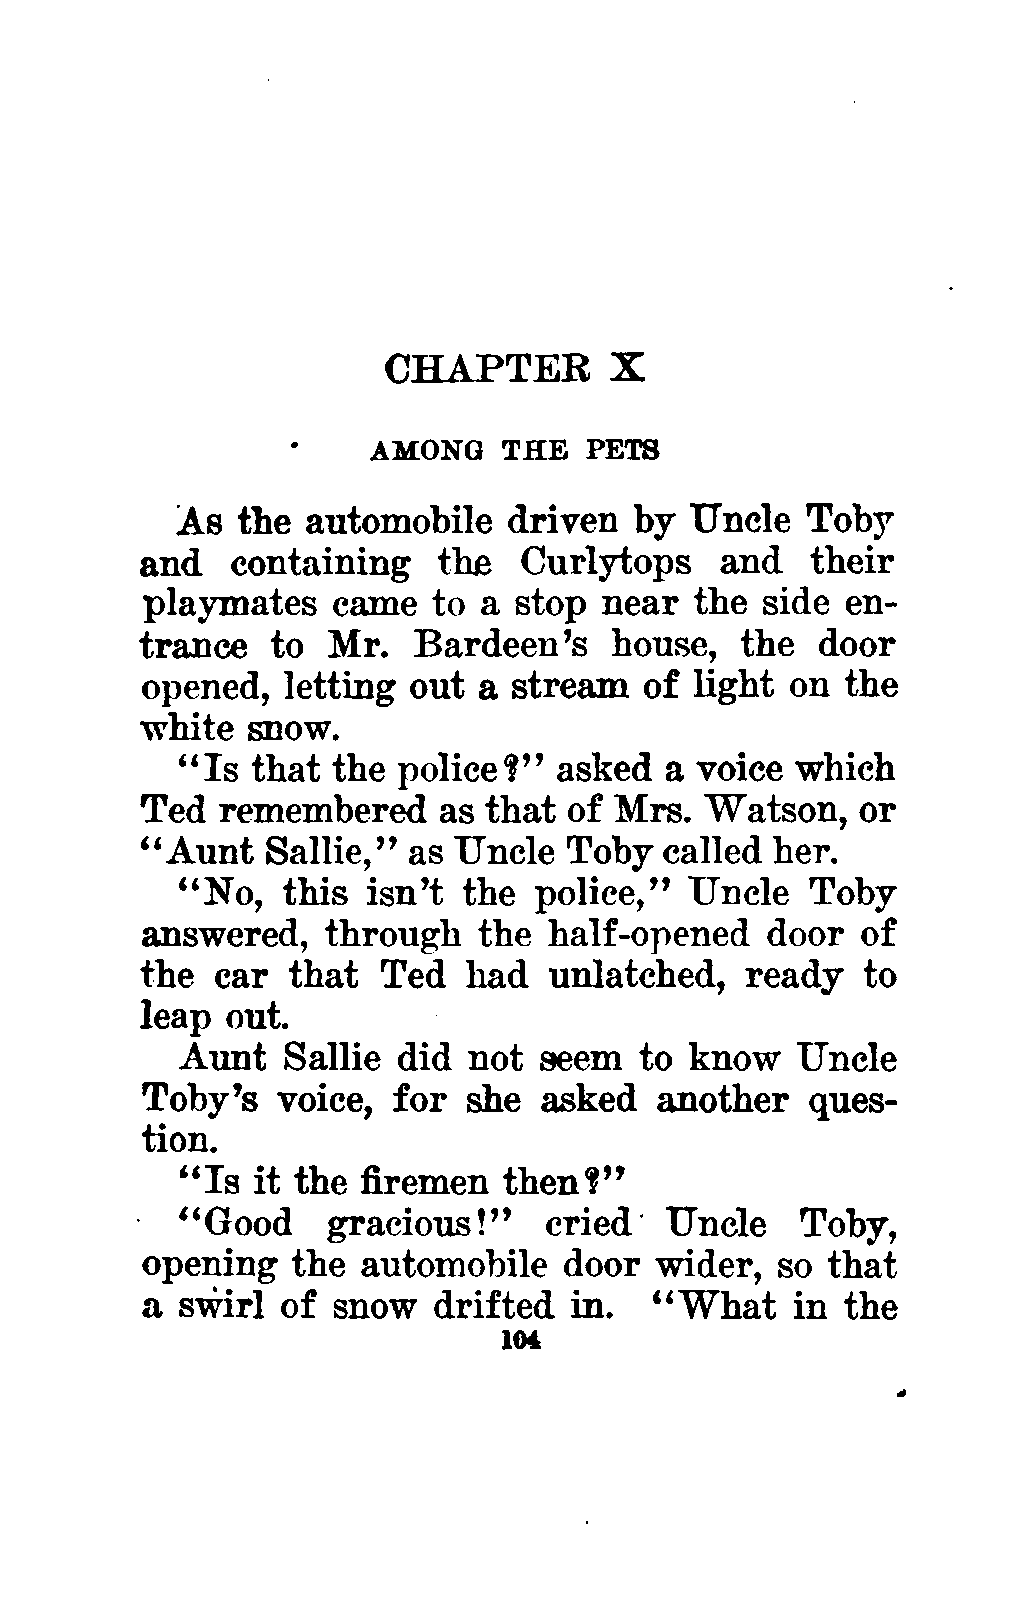 CHAPTER X
AMONG THE PETS
As the automobile driven by Uncle Toby
and containing the Curlytops and their
playmates came to a stop near the side en-
trance to Mr. Bardeen's house, the door
opened, letting out a stream of light on the
white snow.
"Is that the police?" asked a voice which
Ted remembered as that of Mrs. Watson, or
"Aunt Sallie," as Uncle Toby called her.
"No, this isn't the police," Uncle Toby
answered, through the half-opened door of
the car that Ted had unlatched, ready to
leap out.
Aunt Sallie did not seem to know Uncle
Toby's voice, for she asked another ques-
tion.
"Is it the firemen then?"
"Good gracious!" cried Uncle Toby,
opening the automobile door wider, so that
a swirl of snow drifted in. "What in the
104